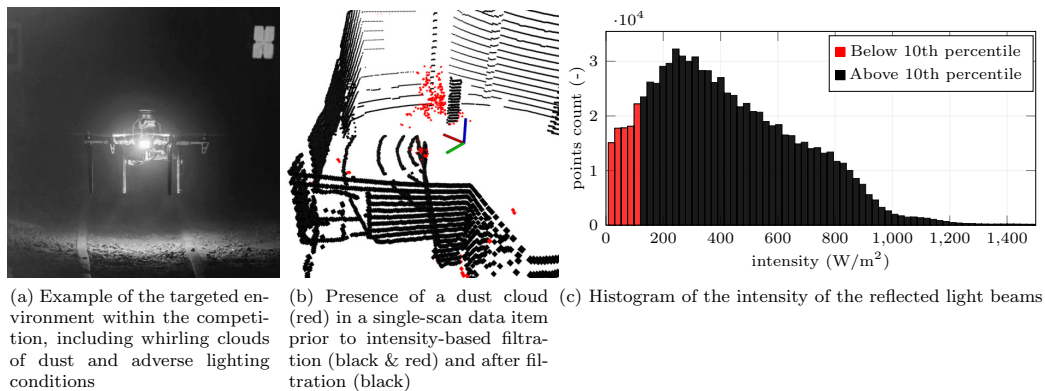 ·10⁴
3
2
1
0
points count (-)
Below 10th percentile
Above 10th percentile
0
200
400
600
800
1,000
1,200
1,400
intensity (W/m²)
(a) Example of the targeted en-
vironment within the competi-
tion, including whirling clouds
of dust and adverse lighting
conditions
(b) Presence of a dust cloud
(red) in a single-scan data item
prior to intensity-based filtra-
tion (black & red) and after fil-
tration (black)
(c) Histogram of the intensity of the reflected light beams